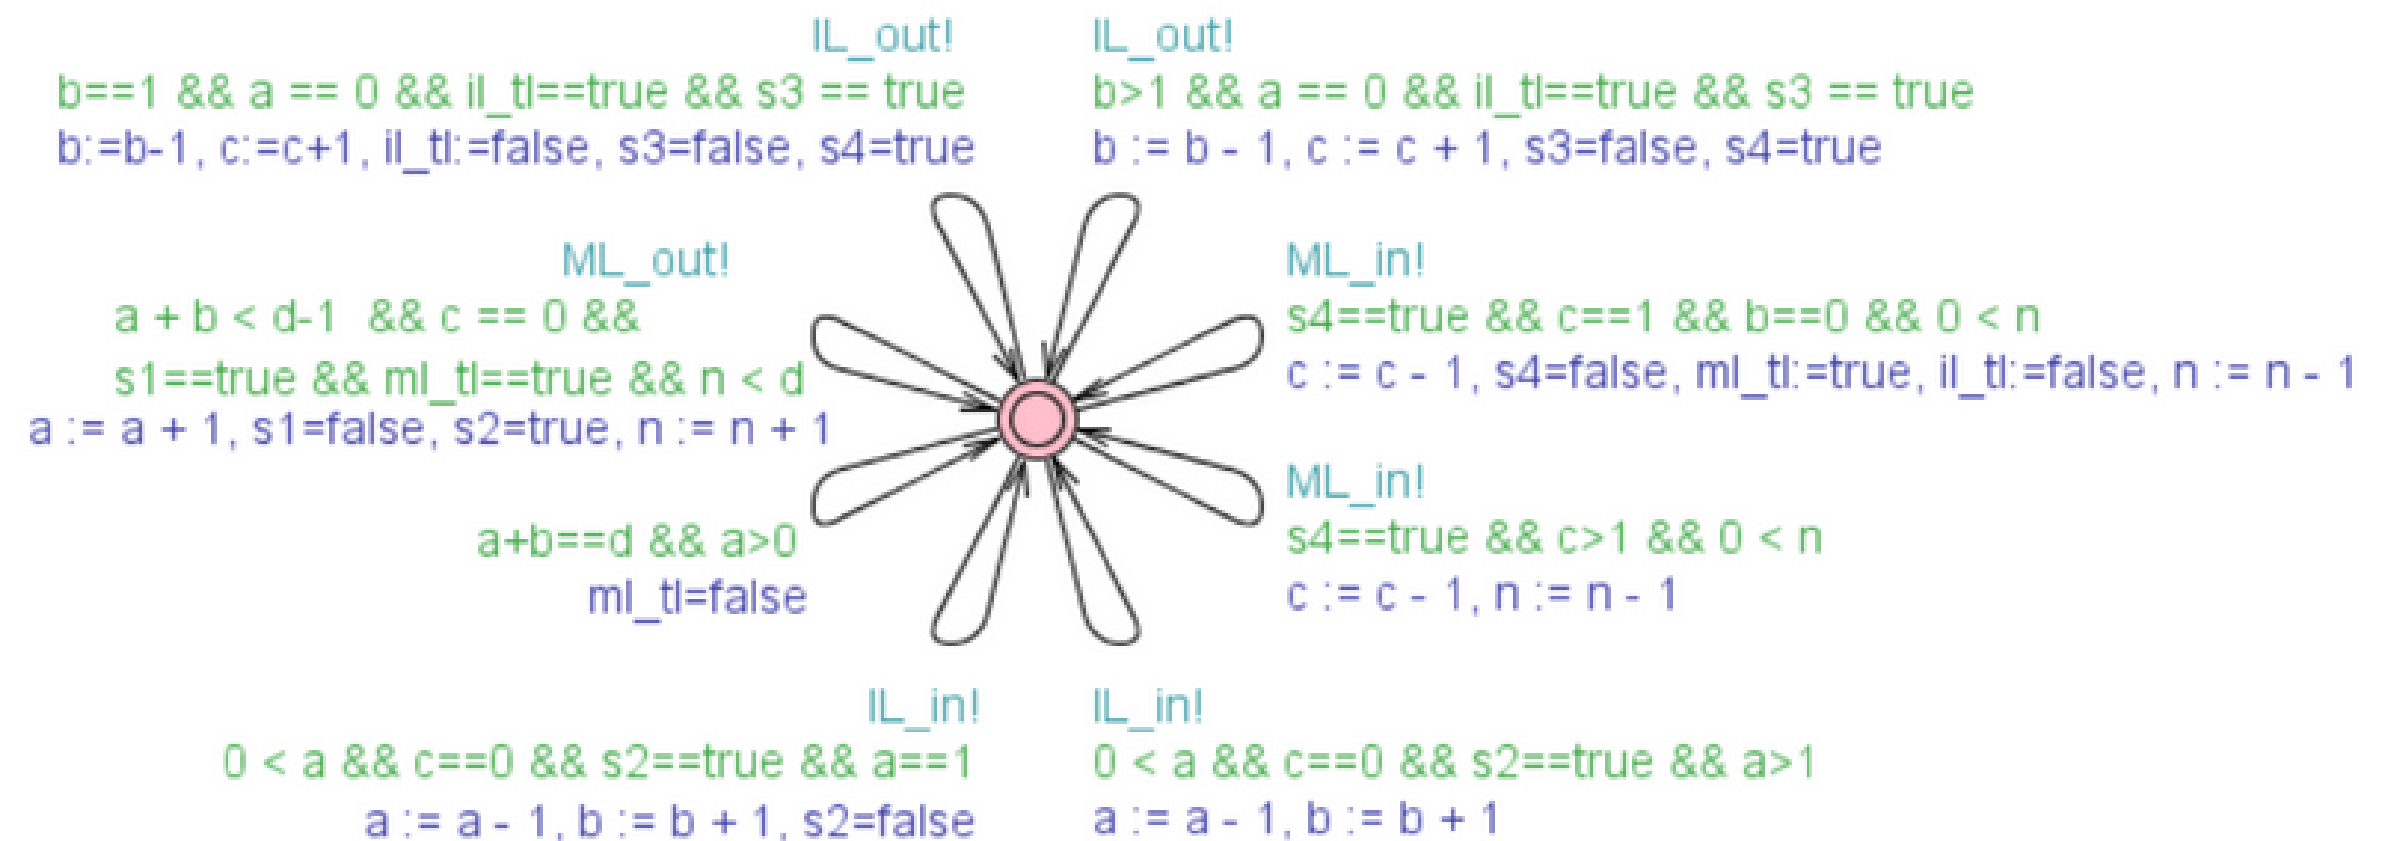 IL_out!
b==1 && a == 0 && il_tl==true && s3 == true
b:=b-1, c:=c+1, il_tl:=false, s3=false, s4=true
IL_out!
b>1 && a == 0 && il_tl==true && s3 == true
b := b - 1, c := c + 1, s3=false, s4=true
ML_out!
a + b < d-1 && c == 0 &&
s1==true && ml_tl==true && n < d
a := a + 1, s1=false, s2=true, n := n + 1
ML_in!
s4==true && c==1 && b==0 && 0 < n
c := c - 1, s4=false, ml_tl:=true, il_tl:=false, n := n - 1
a+b==d && a>0
ml_tl=false
ML_in!
s4==true && c>1 && 0 < n
c := c - 1, n := n - 1
IL_in!
0 < a && c==0 && s2==true && a==1
a := a - 1, b := b + 1, s2=false
IL_in!
0 < a && c==0 && s2==true && a>1
a := a - 1, b := b + 1